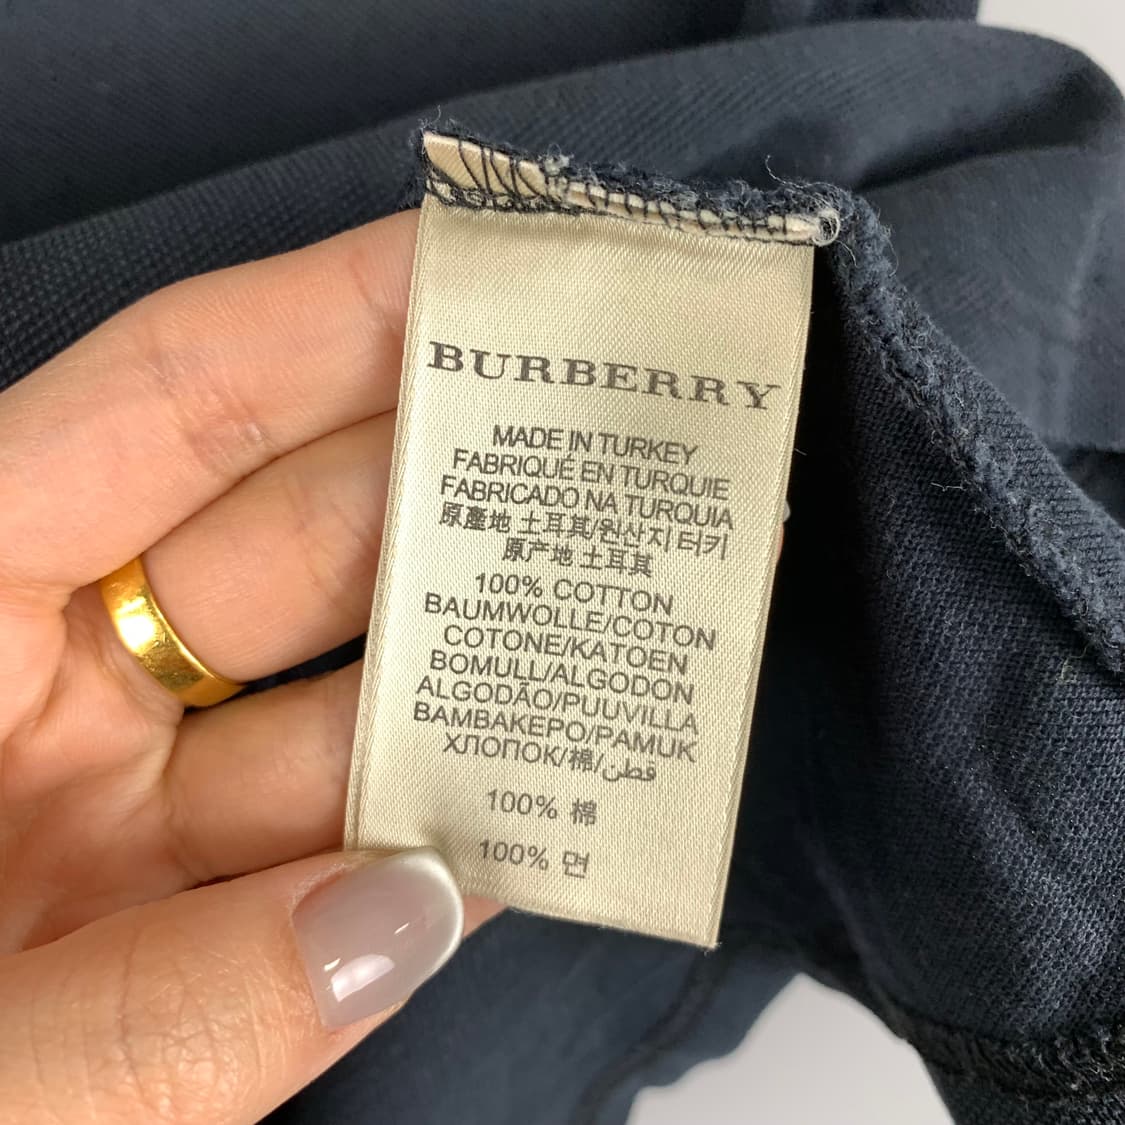 BURBERRY
MADE IN TURKEY
FABRIQUÉ EN TURQUIE
FABRICADO NA TURQUIA
原產地 土耳其/원산지 터키
原产地 土耳其
100% COTTON
BAUMWOLLE/COTON
COTONE/KATOEN
BOMULL/ALGODON
ALGODÃO/PUUVILLA
BAMBAKEPO/PAMUK
ХЛОПОК/棉/قطن
100% 棉
100% 면